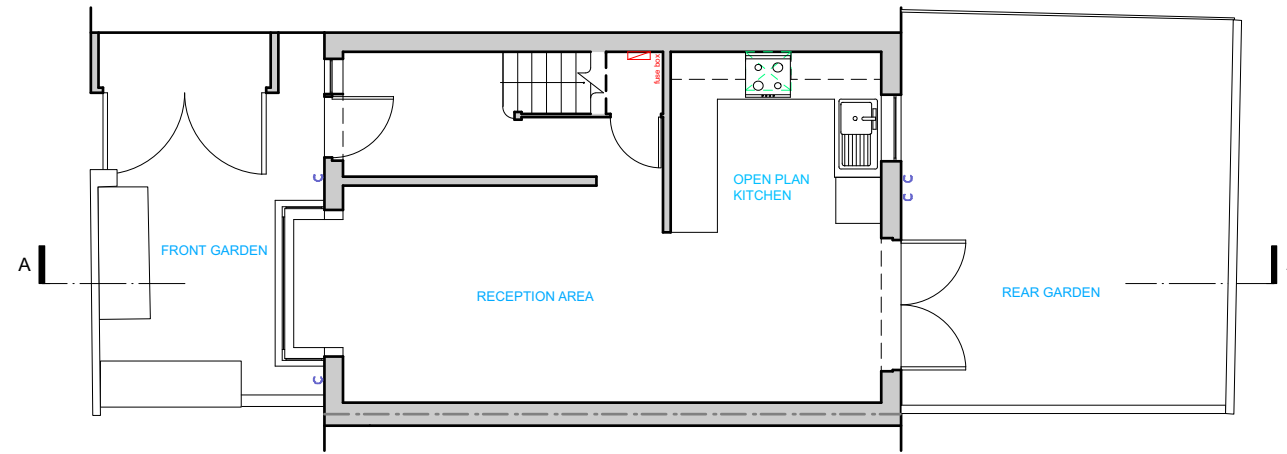 fuse box
OPEN PLAN
KITCHEN
C
C
C
FRONT GARDEN
A
RECEPTION AREA
REAR GARDEN
C